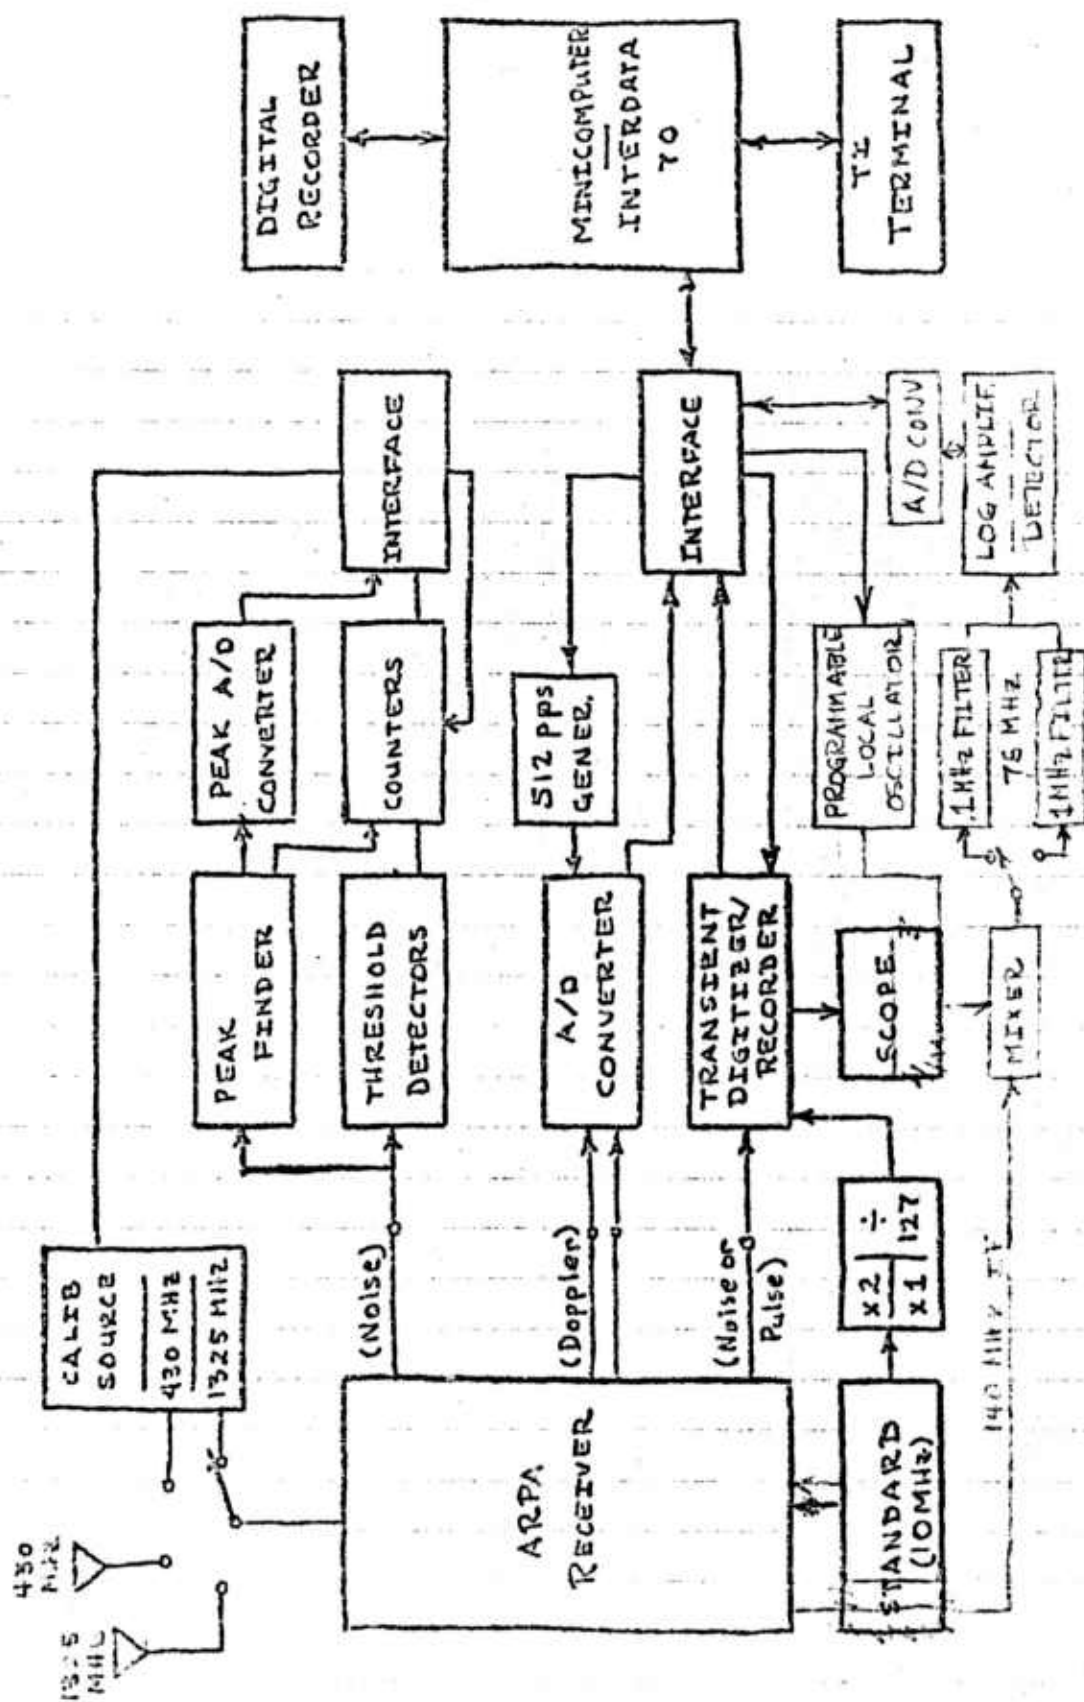 1325
MHz
430
MHz
CALIB
SOURCE
430 MHz
1325 MHz
ARPA
RECEIVER
STANDARD
(10MHz)
(Noise)
(Doppler)
(Noise or
Pulse)
x2
x1
÷
127
140 MHz IF
PEAK
FINDER
THRESHOLD
DETECTORS
A/D
CONVERTER
TRANSIENT
DIGITIZER/
RECORDER
SCOPE
MIXER
PEAK A/D
CONVERTER
COUNTERS
512 PPS
GENER.
PROGRAMMABLE
LOCAL
OSCILLATOR
.1MHz FILTER
76 MHz
1MHz FILTER
INTERFACE
INTERFACE
A/D CONV
LOG AMPLIF.
DETECTOR
DIGITAL
RECORDER
MINICOMPUTER
INTERDATA
70
TI
TERMINAL